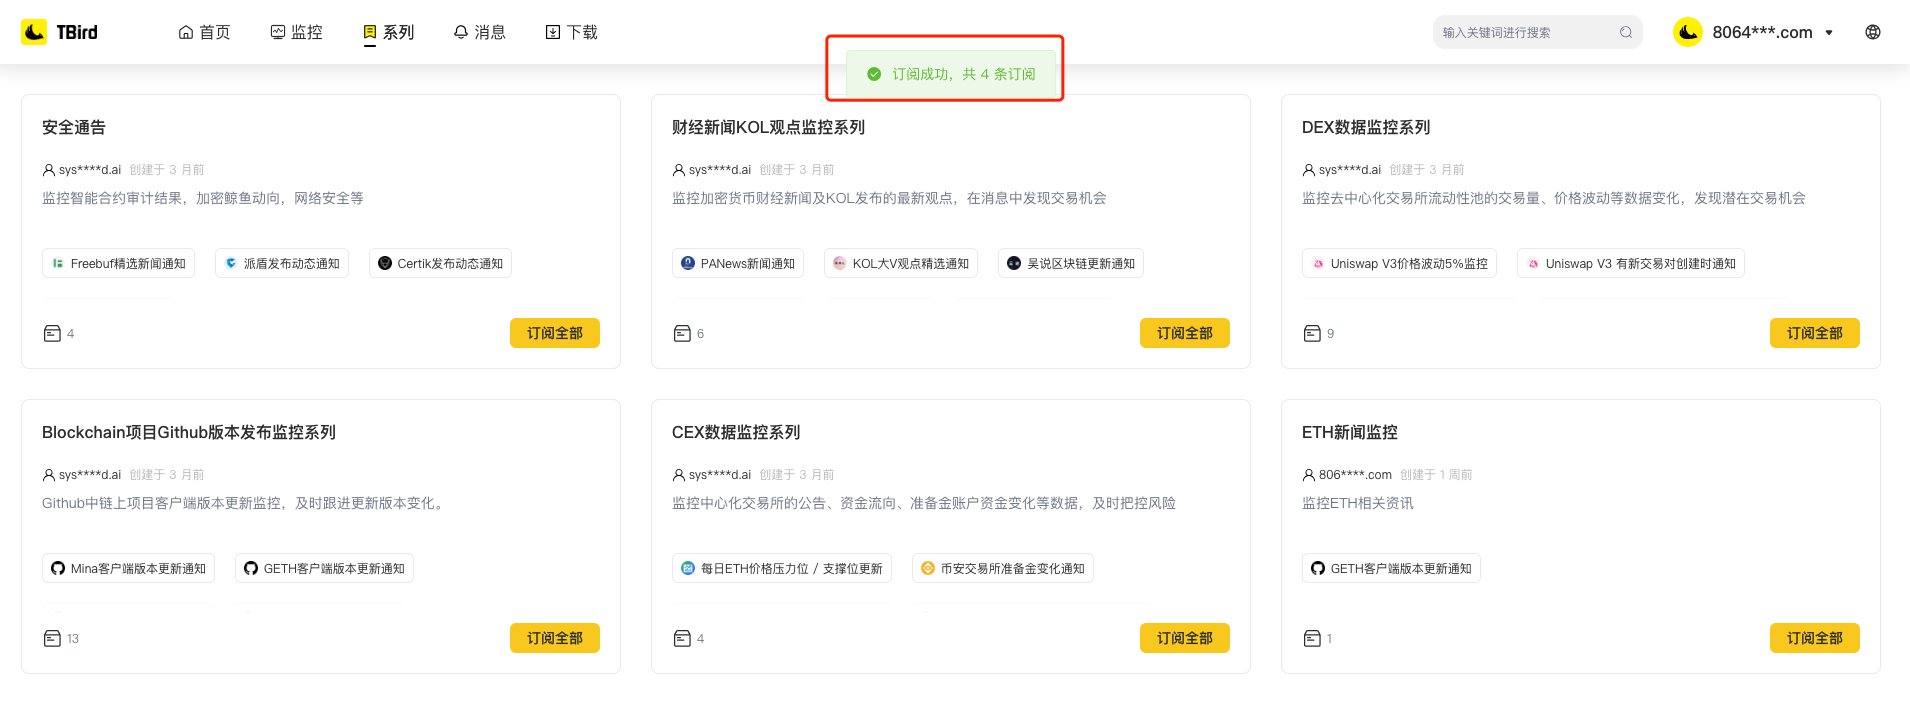 TBird
首页
监控
系列
消息
下载
输入关键词进行搜索
8064***.com
订阅成功，共 4 条订阅
安全通告
sys****d.ai 创建于 3 月前
监控智能合约审计结果，加密鲸鱼动向，网络安全等
Freebuf精选新闻通知
派盾发布动态通知
Certik发布动态通知
4
订阅全部
财经新闻KOL观点监控系列
sys****d.ai 创建于 3 月前
监控加密货币财经新闻及KOL发布的最新观点，在消息中发现交易机会
PANews新闻通知
KOL大V观点精选通知
吴说区块链更新通知
6
订阅全部
DEX数据监控系列
sys****d.ai 创建于 3 月前
监控去中心化交易所流动性池的交易量、价格波动等数据变化，发现潜在交易机会
Uniswap V3价格波动5%监控
Uniswap V3 有新交易对创建时通知
9
订阅全部
Blockchain项目Github版本发布监控系列
sys****d.ai 创建于 3 月前
Github中链上项目客户端版本更新监控，及时跟进更新版本变化。
Mina客户端版本更新通知
GETH客户端版本更新通知
13
订阅全部
CEX数据监控系列
sys****d.ai 创建于 3 月前
监控中心化交易所的公告、资金流向、准备金账户资金变化等数据，及时把控风险
每日ETH价格压力位 / 支撑位更新
币安交易所准备金变化通知
4
订阅全部
ETH新闻监控
806****.com 创建于 1 周前
监控ETH相关资讯
GETH客户端版本更新通知
1
订阅全部